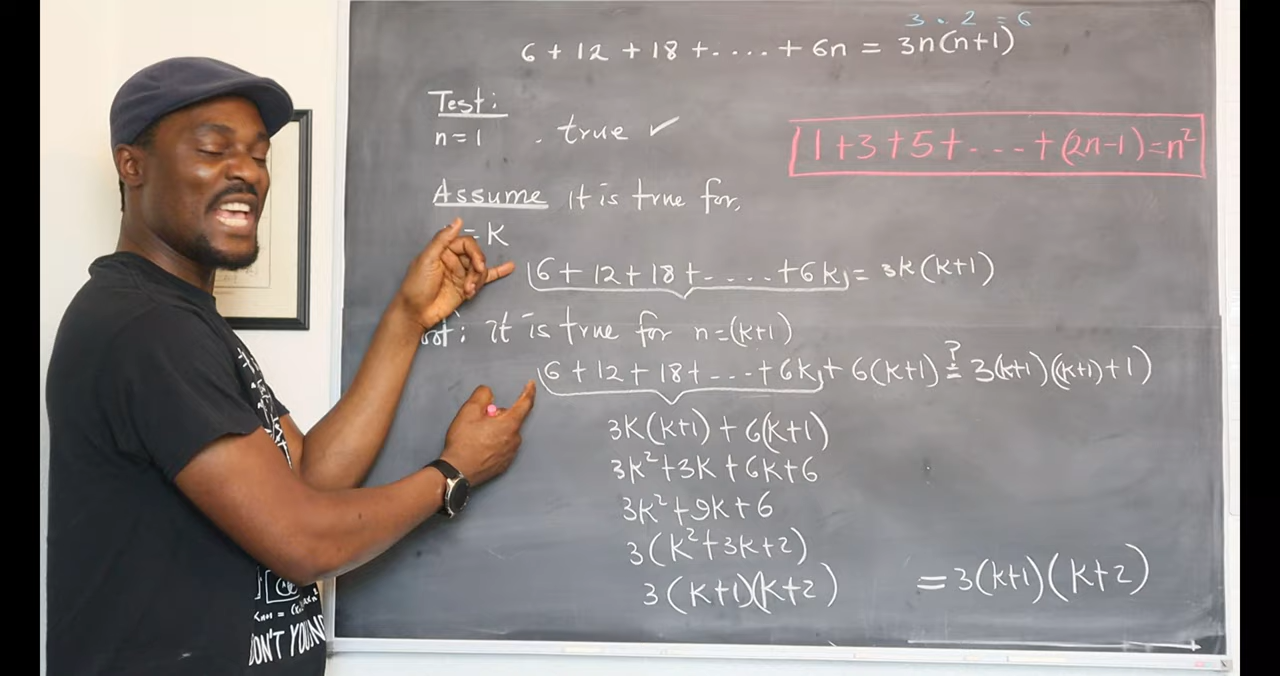 3 . 2 = 6
6 + 12 + 18 + .... + 6n = 3n(n+1)
Test:
n = 1 . true ✓
1 + 3 + 5 + ... + (2n-1) = n²
Assume it is true for,
= K
(6 + 12 + 18 + .... + 6k) = 3k(k+1)
: it is true for n = (k+1)
(6 + 12 + 18 + ... + 6k) + 6(k+1) ≟ 3(k+1)((k+1)+1)
3k(k+1) + 6(k+1)
3k² + 3k + 6k + 6
3k² + 9k + 6
3(k² + 3k + 2)
3(k+1)(k+2) = 3(k+1)(k+2)
DON'T YOUNG